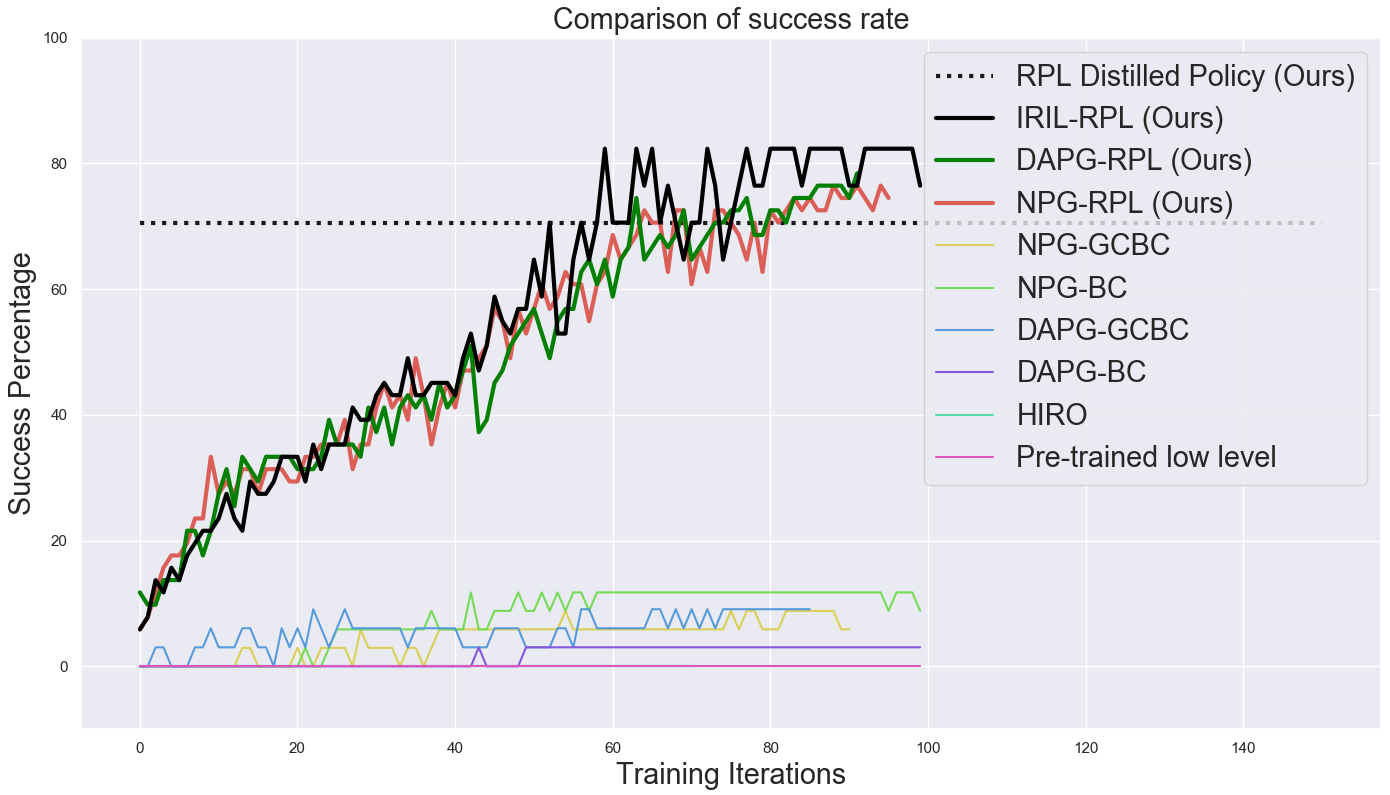 Comparison of success rate
100
80
60
40
20
0
Success Percentage
RPL Distilled Policy (Ours)
IRIL-RPL (Ours)
DAPG-RPL (Ours)
NPG-RPL (Ours)
NPG-GCBC
NPG-BC
DAPG-GCBC
DAPG-BC
HIRO
Pre-trained low level
0 20 40 60 80 100 120 140
Training Iterations